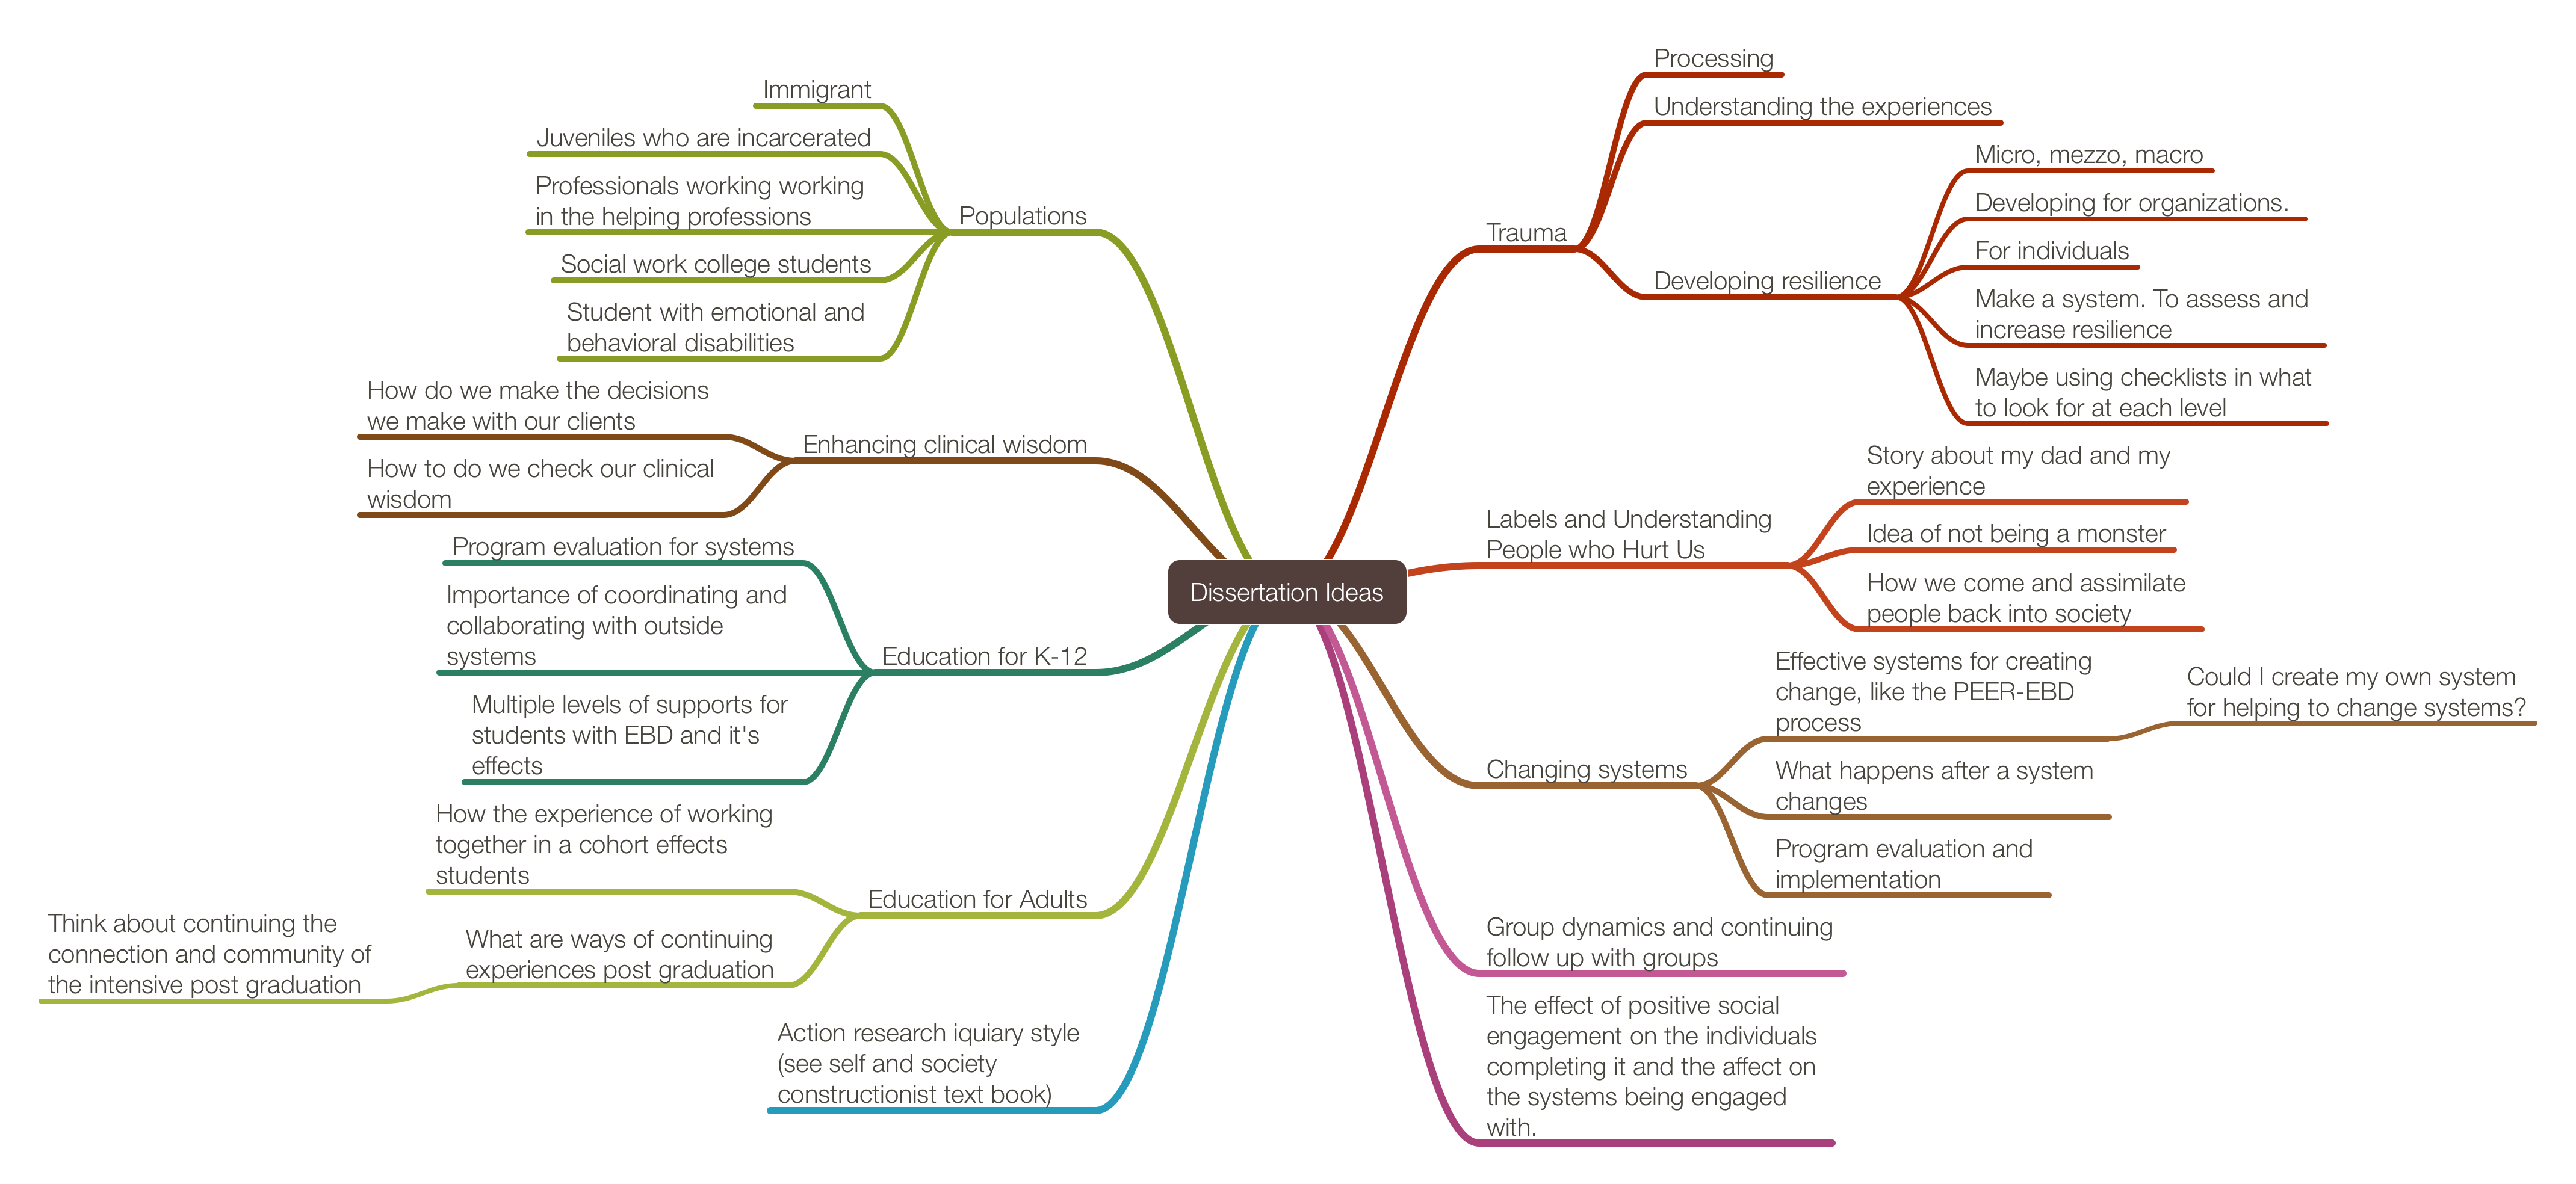 Dissertation Ideas
Trauma
Processing
Understanding the experiences
Developing resilience
Micro, mezzo, macro
Developing for organizations.
For individuals
Make a system. To assess and
increase resilience
Maybe using checklists in what
to look for at each level
Labels and Understanding
People who Hurt Us
Story about my dad and my
experience
Idea of not being a monster
How we come and assimilate
people back into society
Changing systems
Effective systems for creating
change, like the PEER-EBD
process
Could I create my own system
for helping to change systems?
What happens after a system
changes
Program evaluation and
implementation
Group dynamics and continuing
follow up with groups
The effect of positive social
engagement on the individuals
completing it and the affect on
the systems being engaged
with.
Populations
Immigrant
Juveniles who are incarcerated
Professionals working working
in the helping professions
Social work college students
Student with emotional and
behavioral disabilities
Enhancing clinical wisdom
How do we make the decisions
we make with our clients
How to do we check our clinical
wisdom
Education for K-12
Program evaluation for systems
Importance of coordinating and
collaborating with outside
systems
Multiple levels of supports for
students with EBD and it's
effects
Education for Adults
How the experience of working
together in a cohort effects
students
What are ways of continuing
experiences post graduation
Think about continuing the
connection and community of
the intensive post graduation
Action research iquiary style
(see self and society
constructionist text book)